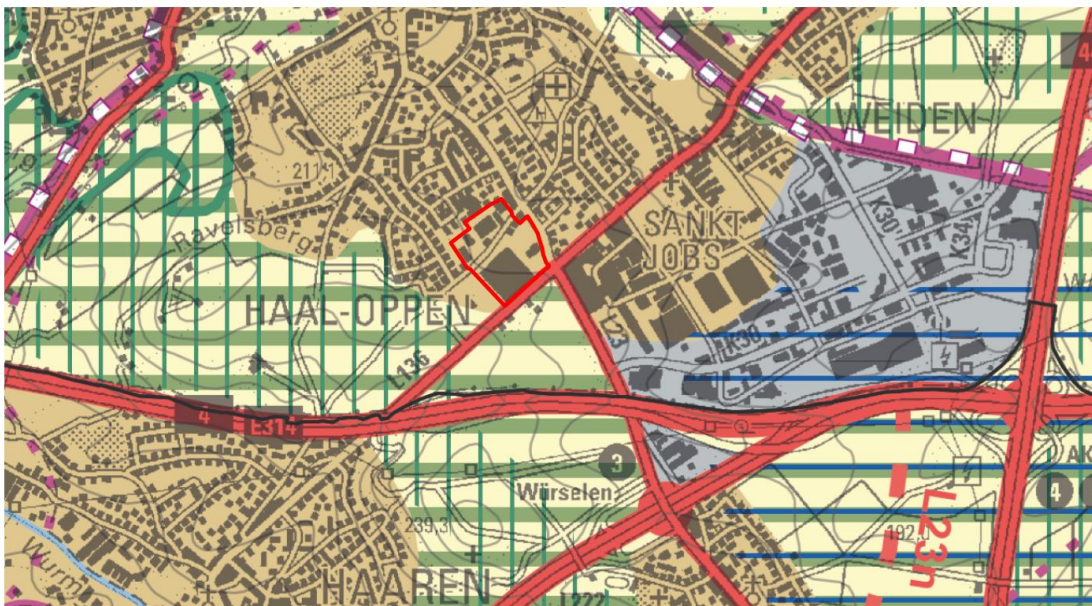 WEIDEN
211,1
K30
K34
SANKT
JOBS
Ravelsberg
HAAL-OPPEN
L136
L23
K30
4
E314
4
3
Würselen
4
239,3
192,0
L23n
Wurm
HAAREN
L222